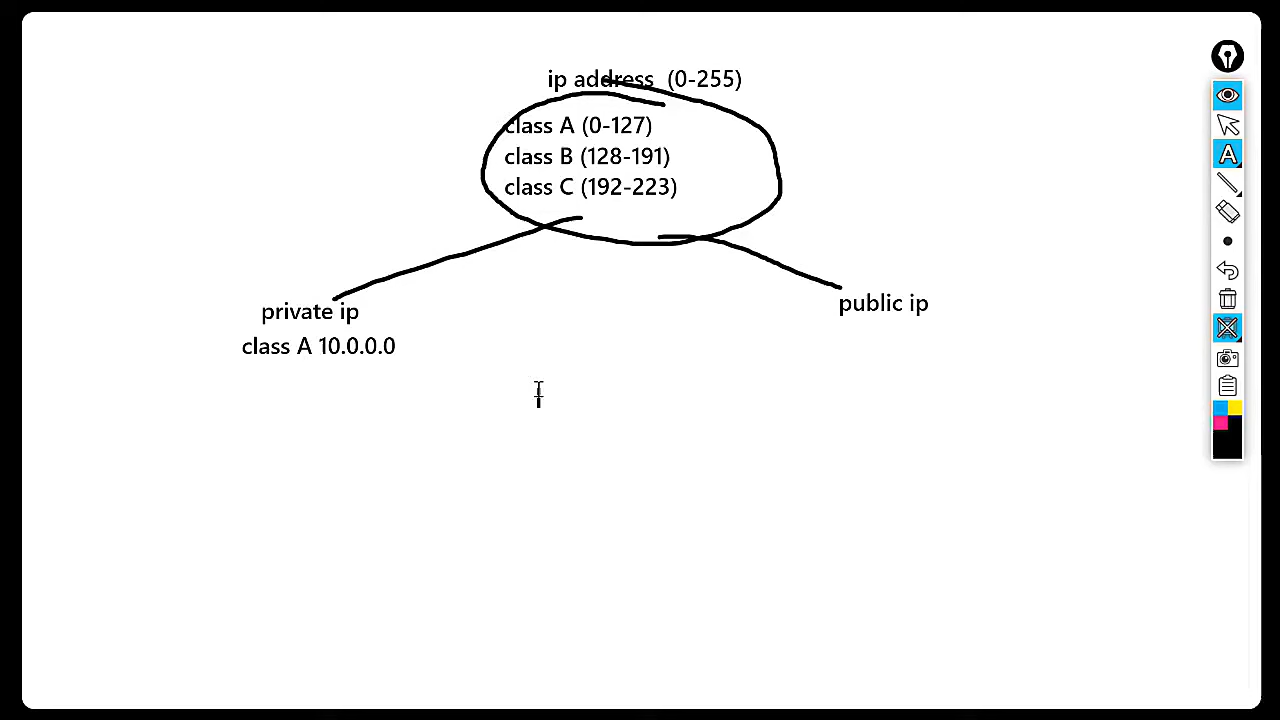 ip address (0-255)
class A (0-127)
class B (128-191)
class C (192-223)
private ip
public ip
class A 10.0.0.0